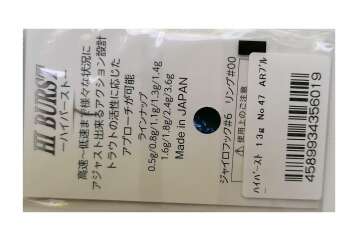 HI BURST
―ハイバースト―
高速〜低速まで様々な状況に
アジャスト出来るアクション設計
トラウトの活性に応じた
アプローチが可能
ラインナップ
0.5g/0.8g/1.1g/1.3g/1.4g
1.6g/1.8g/2.4g/3.6g
Made in JAPAN
ジャイロフック#6 リング#00
使用上のご注意
ハイバースト 1.3g No47 ARブル
4589934356019